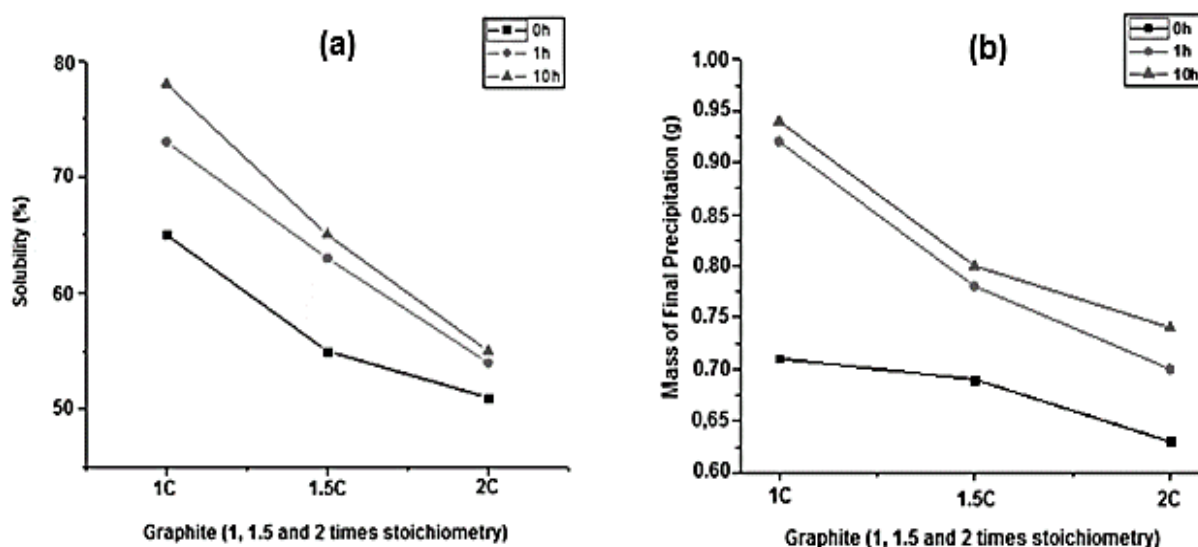 (a)
0h
1h
10h
80
70
60
50
Solubility (%)
1C
1.5C
2C
Graphite (1, 1.5 and 2 times stoichiometry)
(b)
0h
1h
10h
1.00
0.95
0.90
0.85
0.80
0.75
0.70
0,65
0.60
Mass of Final Precipitation (g)
1C
1.5C
2C
Graphite (1, 1.5 and 2 times stoichiometry)